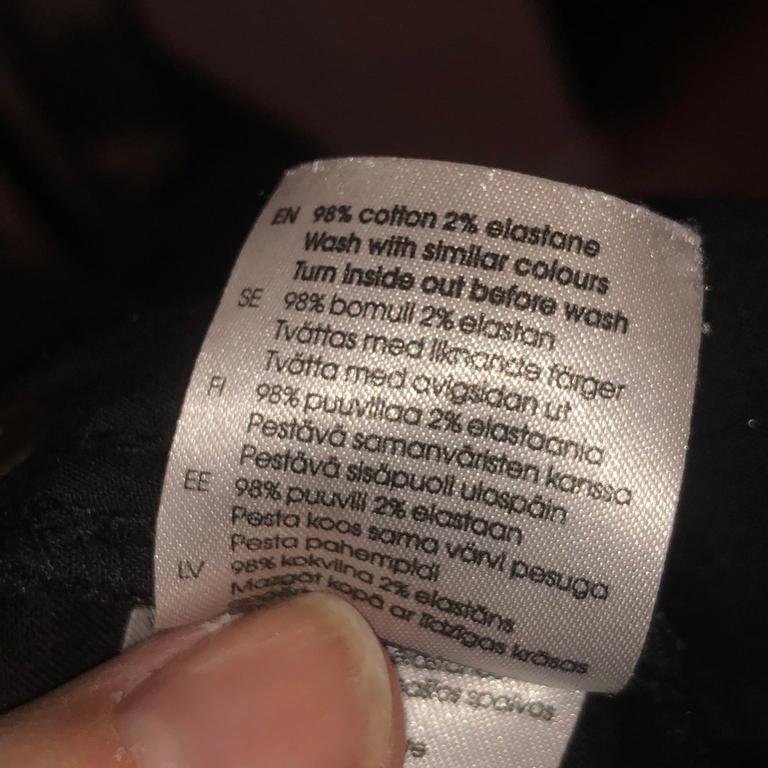 EN 98% cotton 2% elastane
Wash with similar colours
Turn inside out before wash
SE 98% bomull 2% elastan
Tvättas med liknande färger
Tvätta med avigsidan ut
FI 98% puuvillaa 2% elastaania
Pestävä samanväristen kanssa
Pestävä sisäpuoli ulospäin
EE 98% puuvill 2% elastaan
Pesta koos sama värvi pesuga
Pesta pahempidi
LV 98% kokvilna 2% elastāns
Mazgāt kopā ar līdzīgas krāsas
spalvos